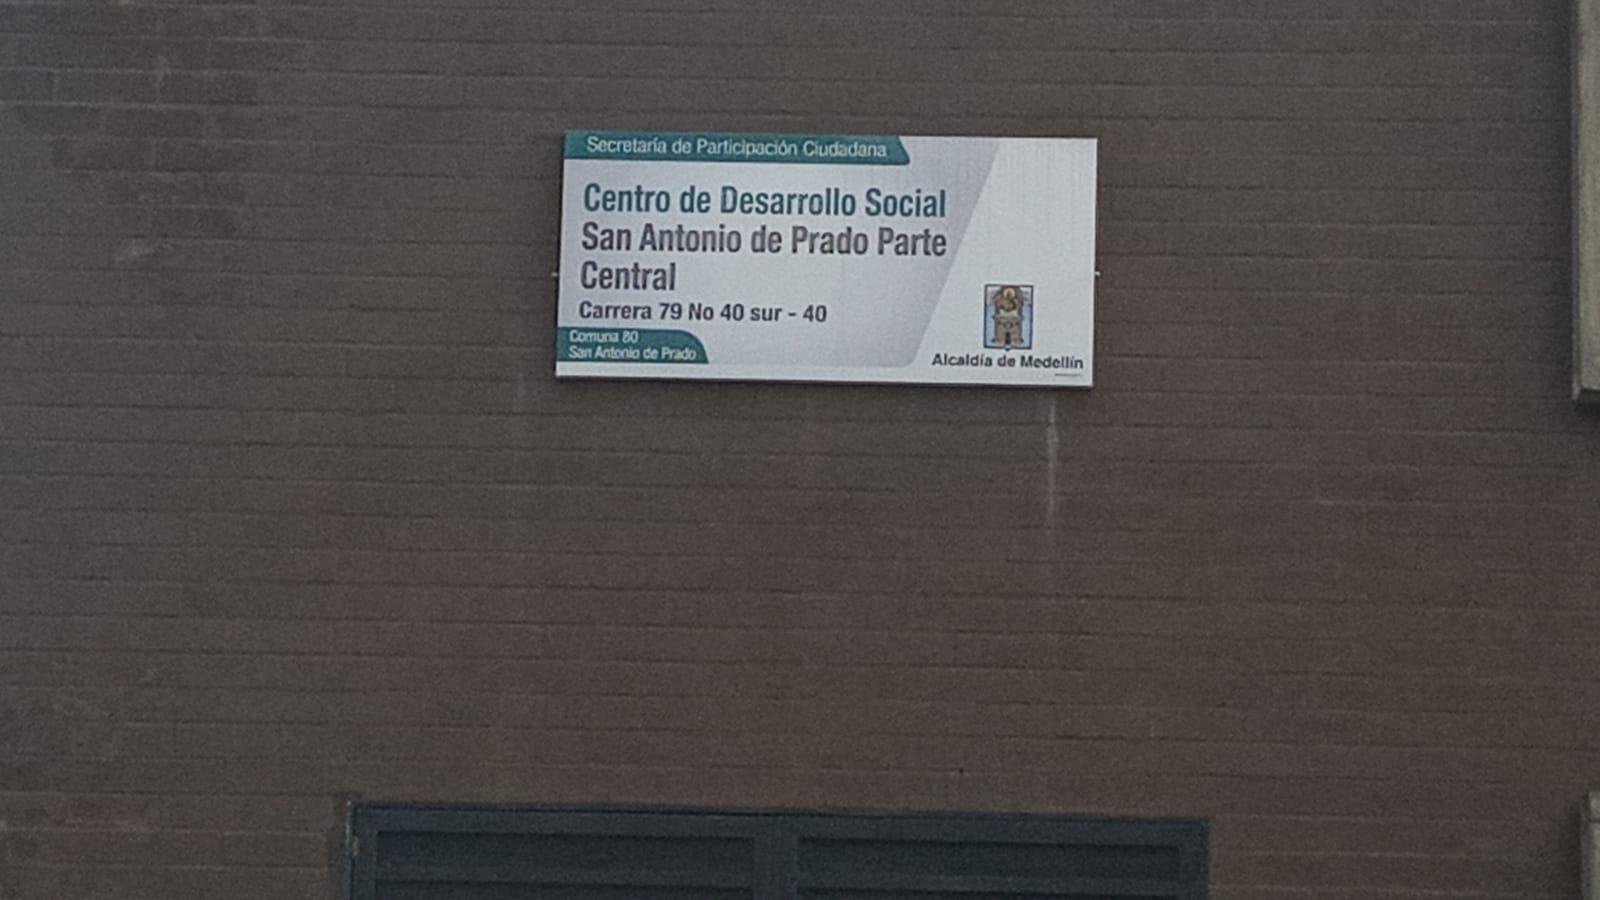 Secretaría de Participación Ciudadana
Centro de Desarrollo Social
San Antonio de Prado Parte
Central
Carrera 79 No 40 sur - 40
Comuna 80
San Antonio de Prado
Alcaldía de Medellín